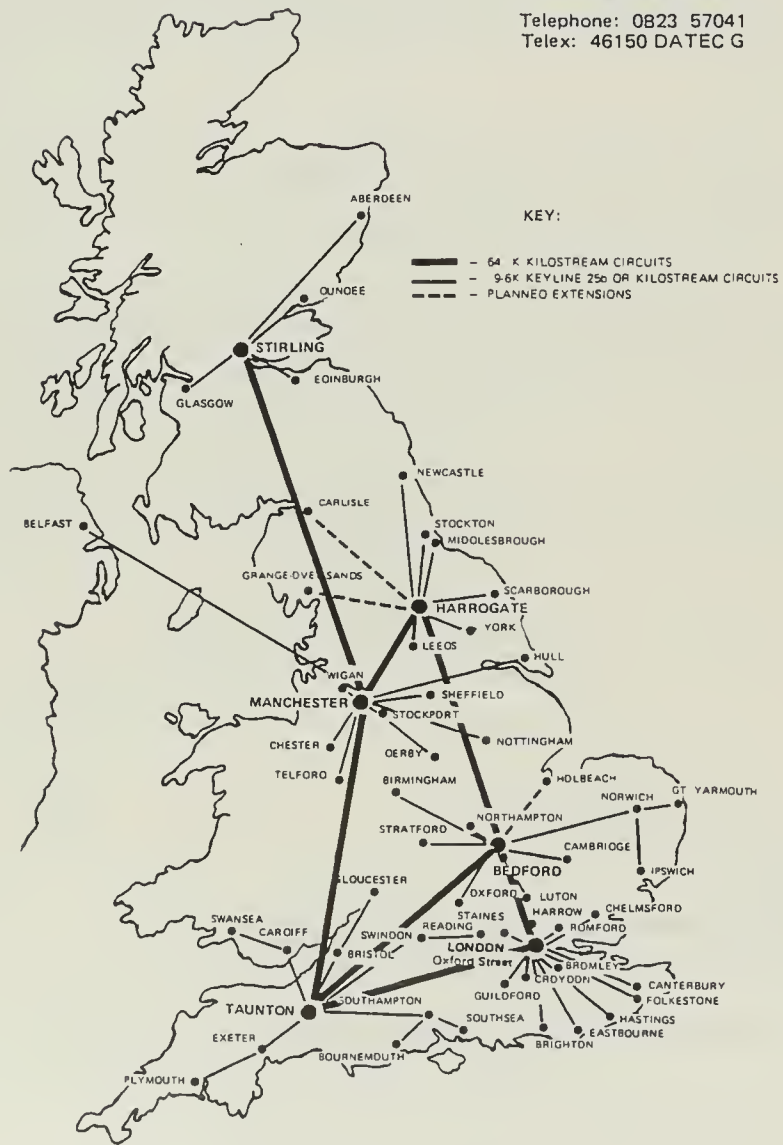 Telephone: 0823 57041
Telex: 46150 DATEC G
KEY:
- 64 K KILOSTREAM CIRCUITS
- 9·6K KEYLINE 25b OR KILOSTREAM CIRCUITS
- PLANNED EXTENSIONS
ABERDEEN
DUNDEE
STIRLING
EDINBURGH
GLASGOW
NEWCASTLE
CARLISLE
BELFAST
STOCKTON
MIDDLESBROUGH
GRANGE-OVER-SANDS
SCARBOROUGH
HARROGATE
YORK
LEEDS
HULL
WIGAN
SHEFFIELD
MANCHESTER
STOCKPORT
NOTTINGHAM
CHESTER
DERBY
TELFORD
BIRMINGHAM
HOLBEACH
GT YARMOUTH
NORWICH
NORTHAMPTON
STRATFORD
CAMBRIDGE
BEDFORD
IPSWICH
GLOUCESTER
OXFORD
LUTON
CHELMSFORD
STAINES
HARROW
SWANSEA
READING
ROMFORD
CARDIFF
SWINDON
LONDON
BRISTOL
Oxford Street
BROMLEY
CROYDON
CANTERBURY
GUILDFORD
FOLKESTONE
TAUNTON
SOUTHAMPTON
HASTINGS
SOUTHSEA
EASTBOURNE
EXETER
BRIGHTON
BOURNEMOUTH
PLYMOUTH